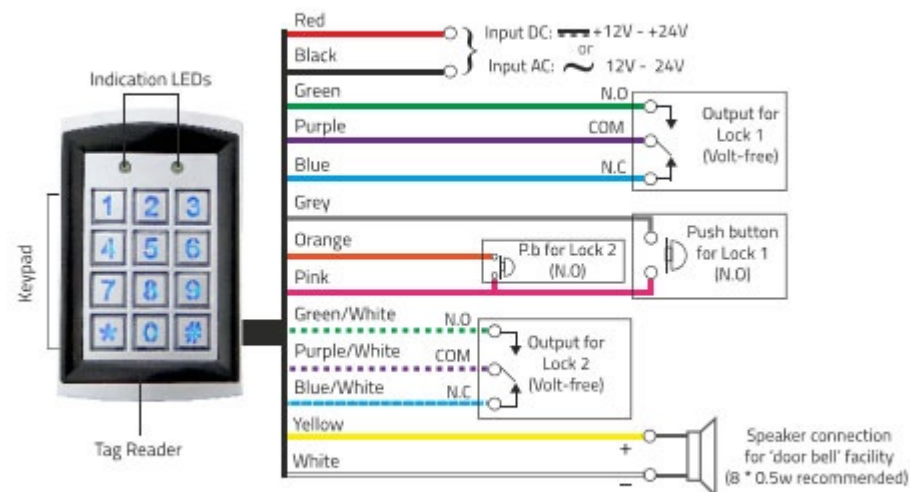 Red
Input DC: +12V - +24V
or
Black
Input AC: 12V - 24V
Indication LEDs
Green N.O
Output for
Lock 1
(Volt-free)
Purple COM
Blue N.C
Grey
Push button
for Lock 1
(N.O)
Orange
P.b for Lock 2
(N.O)
Pink
Keypad
1 2 3
4 5 6
7 8 9
* 0 #
Green/White N.O
Output for
Lock 2
(Volt-free)
Purple/White COM
Blue/White N.C
Yellow
+
Tag Reader
White
–
Speaker connection
for 'door bell' facility
(8 * 0.5w recommended)